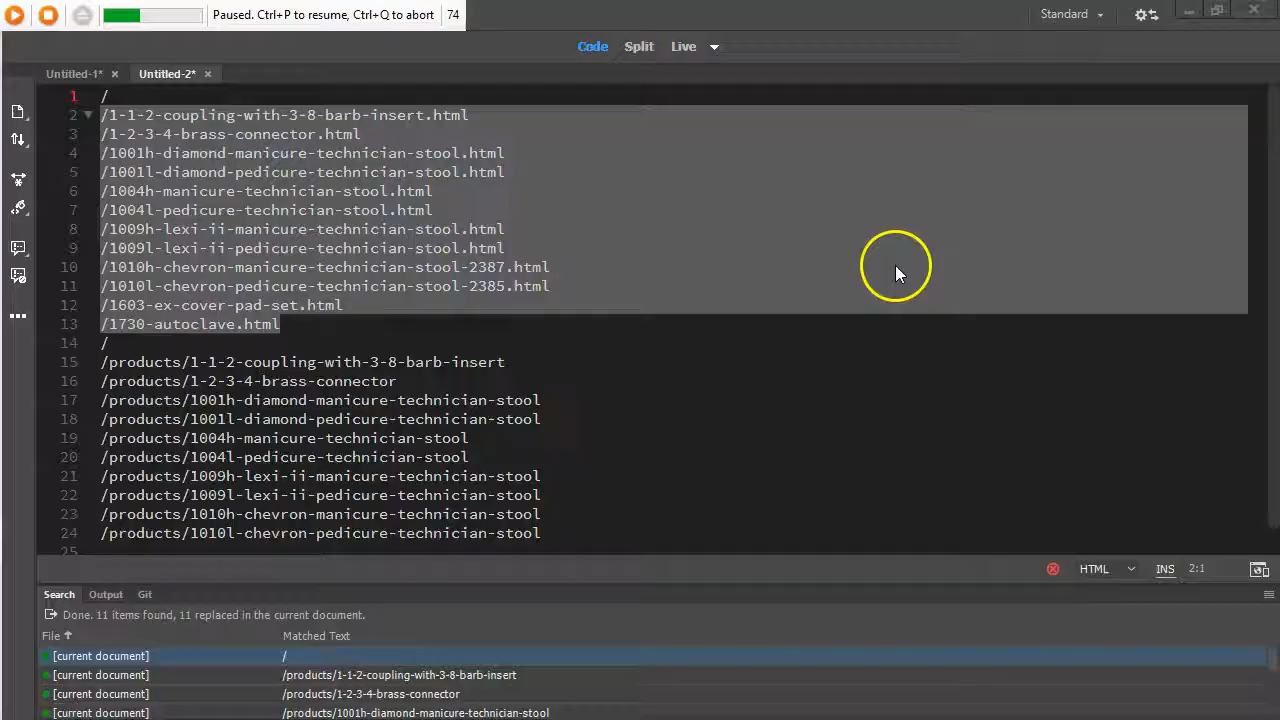 Paused. Ctrl+P to resume, Ctrl+Q to abort 74
Standard
Code Split Live
Untitled-1* × Untitled-2* ×
1 /
2 /1-1-2-coupling-with-3-8-barb-insert.html
3 /1-2-3-4-brass-connector.html
4 /1001h-diamond-manicure-technician-stool.html
5 /1001l-diamond-pedicure-technician-stool.html
6 /1004h-manicure-technician-stool.html
7 /1004l-pedicure-technician-stool.html
8 /1009h-lexi-ii-manicure-technician-stool.html
9 /1009l-lexi-ii-pedicure-technician-stool.html
10 /1010h-chevron-manicure-technician-stool-2387.html
11 /1010l-chevron-pedicure-technician-stool-2385.html
12 /1603-ex-cover-pad-set.html
13 /1730-autoclave.html
14 /
15 /products/1-1-2-coupling-with-3-8-barb-insert
16 /products/1-2-3-4-brass-connector
17 /products/1001h-diamond-manicure-technician-stool
18 /products/1001l-diamond-pedicure-technician-stool
19 /products/1004h-manicure-technician-stool
20 /products/1004l-pedicure-technician-stool
21 /products/1009h-lexi-ii-manicure-technician-stool
22 /products/1009l-lexi-ii-pedicure-technician-stool
23 /products/1010h-chevron-manicure-technician-stool
24 /products/1010l-chevron-pedicure-technician-stool
25
HTML INS 2:1
Search Output Git
Done. 11 items found, 11 replaced in the current document.
File Matched Text
[current document] /
[current document] /products/1-1-2-coupling-with-3-8-barb-insert
[current document] /products/1-2-3-4-brass-connector
[current document] /products/1001h-diamond-manicure-technician-stool